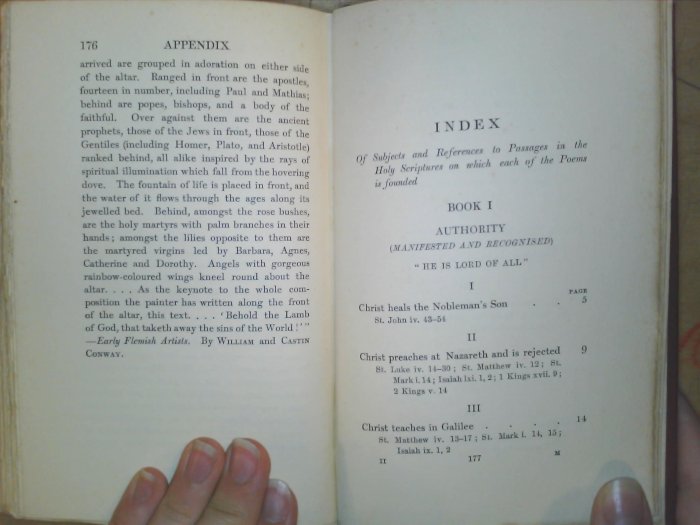 176 APPENDIX
arrived are grouped in adoration on either side
of the altar. Ranged in front are the apostles,
fourteen in number, including Paul and Mathias;
behind are popes, bishops, and a body of the
faithful. Over against them are the ancient
prophets, those of the Jews in front, those of the
Gentiles (including Homer, Plato, and Aristotle)
ranked behind, all alike inspired by the rays of
spiritual illumination which fall from the hovering
dove. The fountain of life is placed in front, and
the water of it flows through the ages along its
jewelled bed. Behind, amongst the rose bushes,
are the holy martyrs with palm branches in their
hands; amongst the lilies opposite to them are
the martyred virgins led by Barbara, Agnes,
Catherine and Dorothy. Angels with gorgeous
rainbow-coloured wings kneel round about the
altar. . . . As the keynote to the whole com-
position the painter has written along the front
of the altar, this text. . . . 'Behold the Lamb
of God, that taketh away the sins of the World!'"
—Early Flemish Artists. By WILLIAM and CASTIN
CONWAY.
INDEX
Of Subjects and References to Passages in the
Holy Scriptures on which each of the Poems
is founded
BOOK I
AUTHORITY
(MANIFESTED AND RECOGNISED)
"HE IS LORD OF ALL"
I
PAGE
Christ heals the Nobleman's Son . . 5
St. John iv. 43-54
II
Christ preaches at Nazareth and is rejected 9
St. Luke iv. 14-30; St. Matthew iv. 12; St.
Mark i. 14; Isaiah lxi. 1, 2; 1 Kings xvii. 9;
2 Kings v. 14
III
Christ teaches in Galilee . . . . 14
St. Matthew iv. 13-17; St. Mark i. 14, 15;
Isaiah ix. 1, 2
II 177 M